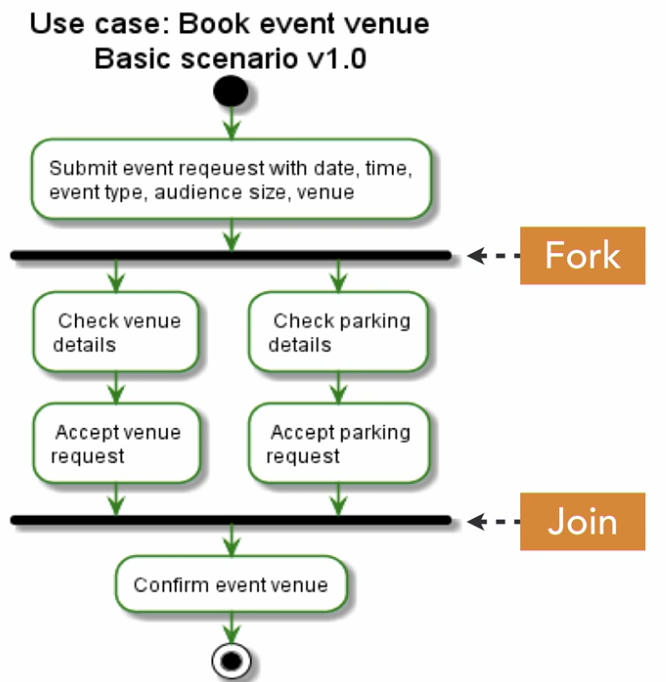 Use case: Book event venue
Basic scenario v1.0
Submit event reqeuest with date, time,
event type, audience size, venue
Fork
Check venue
details
Check parking
details
Accept venue
request
Accept parking
request
Join
Confirm event venue